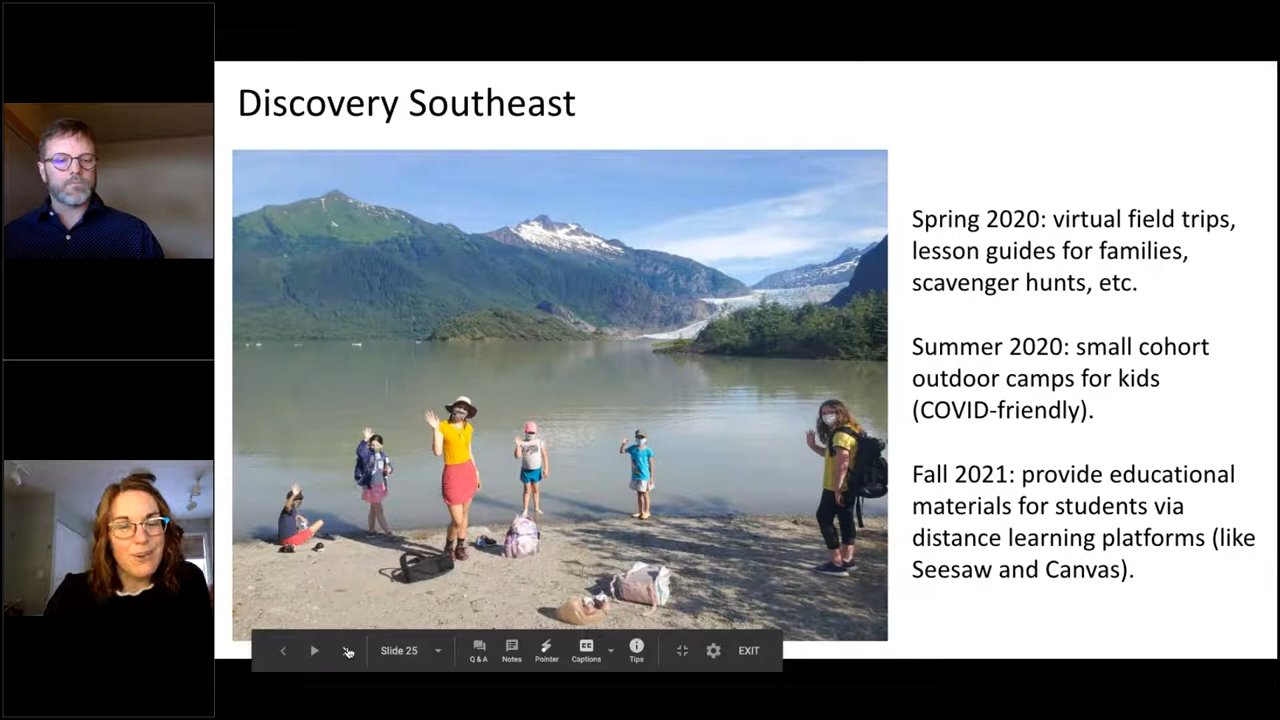 Discovery Southeast
Spring 2020: virtual field trips,
lesson guides for families,
scavenger hunts, etc.
Summer 2020: small cohort
outdoor camps for kids
(COVID-friendly).
Fall 2021: provide educational
materials for students via
distance learning platforms (like
Seesaw and Canvas).
Slide 25
Q & A
Notes
Pointer
CC
Captions
Tips
EXIT